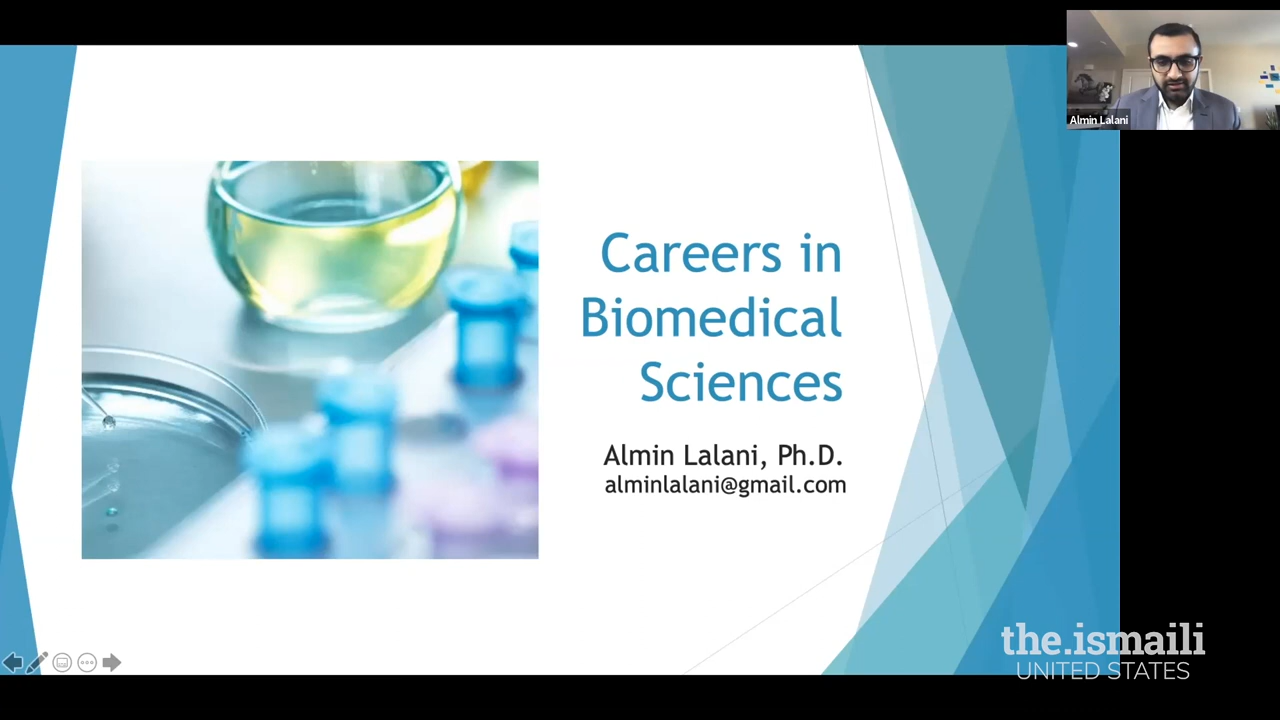 Almin Lalani
Careers in
Biomedical
Sciences
Almin Lalani, Ph.D.
alminlalani@gmail.com
the.ismaili
UNITED STATES